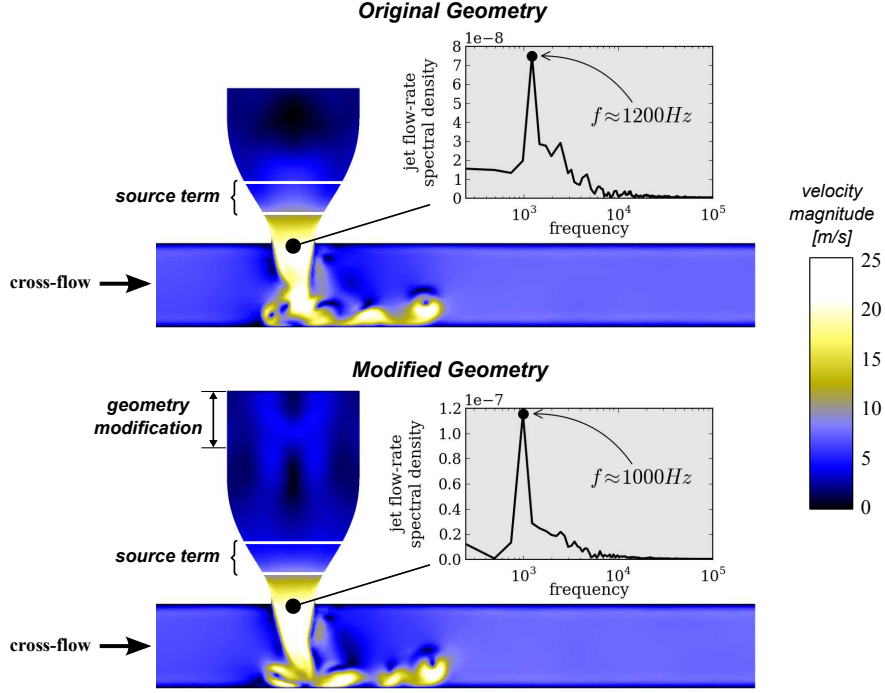 Original Geometry
1e−8
8
7
6
5
4
3
2
1
0
jet flow-rate
spectral density
f≈1200Hz
10³
10⁴
10⁵
frequency
source term
cross-flow
velocity
magnitude
[m/s]
25
20
15
10
5
0
Modified Geometry
geometry
modification
1e−7
1.2
1.0
0.8
0.6
0.4
0.2
0.0
jet flow-rate
spectral density
f≈1000Hz
10³
10⁴
10⁵
frequency
source term
cross-flow